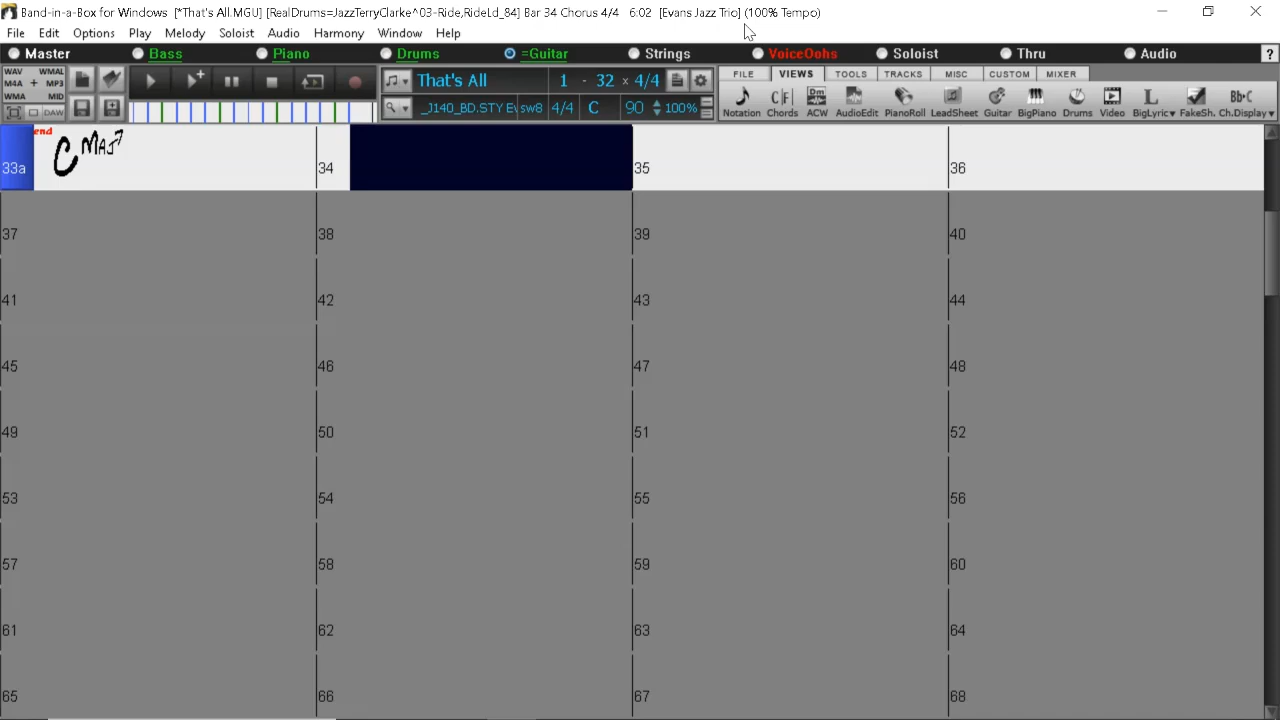 Band-in-a-Box for Windows [*That's All.MGU] [RealDrums=JazzTerryClarke^03-Ride,RideLd_84] Bar 34 Chorus 4/4 6:02 [Evans Jazz Trio] (100% Tempo)
File Edit Options Play Melody Soloist Audio Harmony Window Help
Master Bass Piano Drums =Guitar Strings VoiceOohs Soloist Thru Audio ?
WAV WMAL
M4A + MP3
WMA MID
DAW
That's All 1 - 32 x 4/4
_J140_BD.STY Ev sw8 4/4 C 90 100%
FILE VIEWS TOOLS TRACKS MISC CUSTOM MIXER
Notation Chords ACW AudioEdit PianoRoll LeadSheet Guitar BigPiano Drums Video BigLyric FakeSh. Ch.Display
C|F Dm L Bb>C
end
33a C MAJ7 34 35 36
37 38 39 40
41 42 43 44
45 46 47 48
49 50 51 52
53 54 55 56
57 58 59 60
61 62 63 64
65 66 67 68